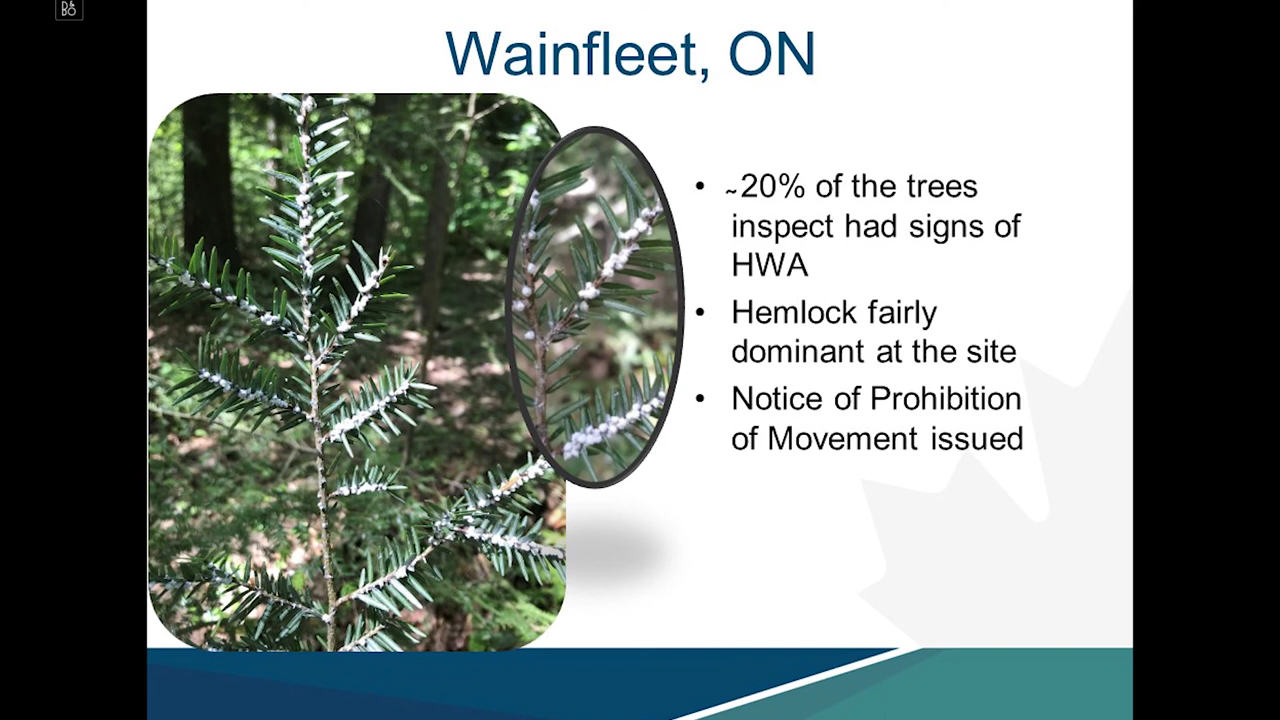 B&O
Wainfleet, ON
• ~20% of the trees
inspect had signs of
HWA
• Hemlock fairly
dominant at the site
• Notice of Prohibition
of Movement issued